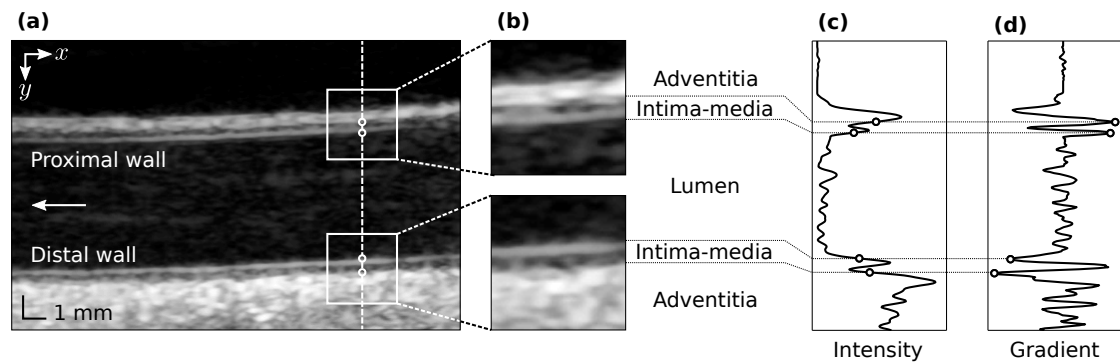 (a)
(b)
(c)
(d)
x
y
Adventitia
Intima-media
Proximal wall
Lumen
Distal wall
Intima-media
Adventitia
1 mm
Intensity
Gradient